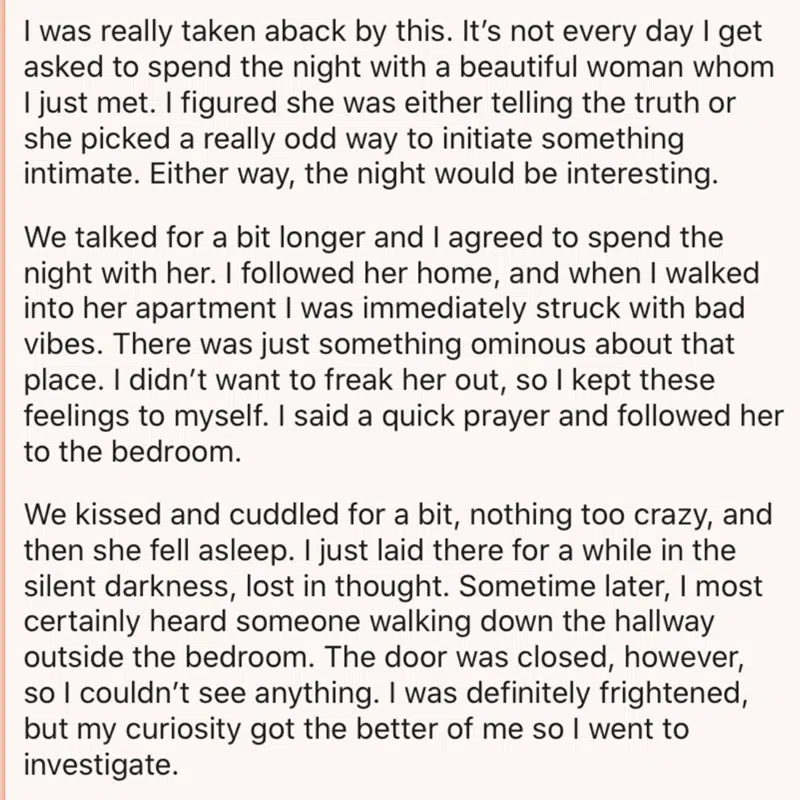 I was really taken aback by this. It’s not every day I get
asked to spend the night with a beautiful woman whom
I just met. I figured she was either telling the truth or
she picked a really odd way to initiate something
intimate. Either way, the night would be interesting.
We talked for a bit longer and I agreed to spend the
night with her. I followed her home, and when I walked
into her apartment I was immediately struck with bad
vibes. There was just something ominous about that
place. I didn’t want to freak her out, so I kept these
feelings to myself. I said a quick prayer and followed her
to the bedroom.
We kissed and cuddled for a bit, nothing too crazy, and
then she fell asleep. I just laid there for a while in the
silent darkness, lost in thought. Sometime later, I most
certainly heard someone walking down the hallway
outside the bedroom. The door was closed, however,
so I couldn’t see anything. I was definitely frightened,
but my curiosity got the better of me so I went to
investigate.